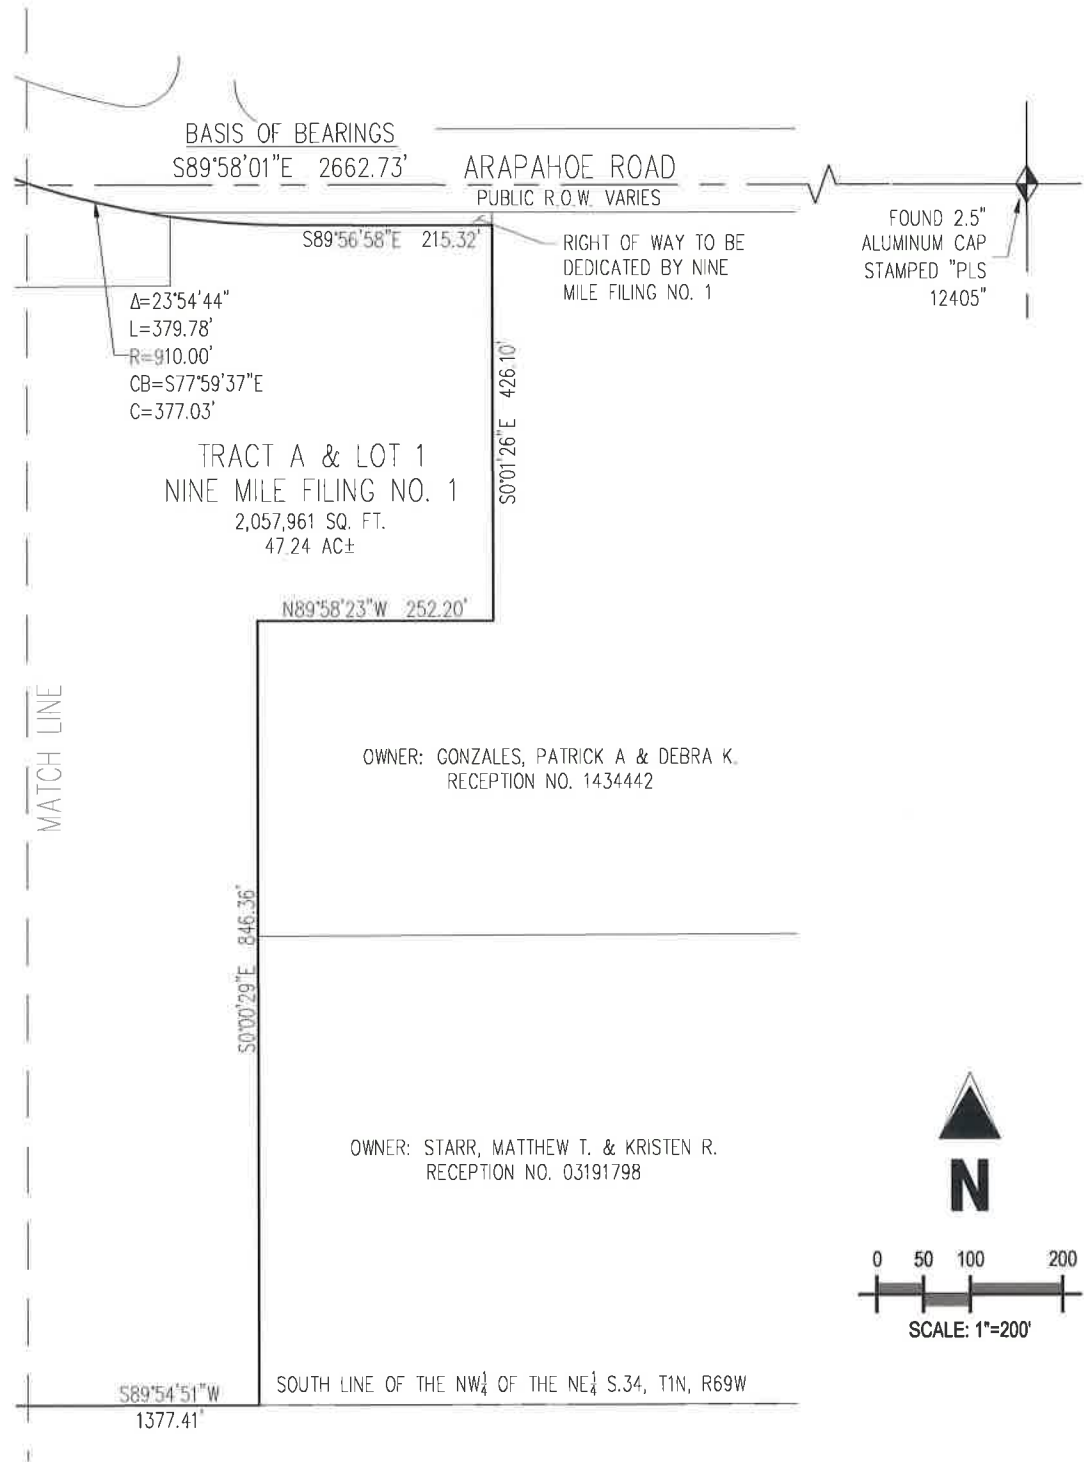 BASIS OF BEARINGS
S89°58'01"E 2662.73'
ARAPAHOE ROAD
PUBLIC R.O.W. VARIES
FOUND 2.5"
ALUMINUM CAP
STAMPED "PLS
12405"
S89°56'58"E 215.32'
RIGHT OF WAY TO BE
DEDICATED BY NINE
MILE FILING NO. 1
Δ=23°54'44"
L=379.78'
R=910.00'
CB=S77°59'37"E
C=377.03'
S0°01'26"E 426.10'
TRACT A & LOT 1
NINE MILE FILING NO. 1
2,057,961 SQ. FT.
47.24 AC±
N89°58'23"W 252.20'
MATCH LINE
OWNER: GONZALES, PATRICK A & DEBRA K.
RECEPTION NO. 1434442
S0°00'29"E 846.36'
OWNER: STARR, MATTHEW T. & KRISTEN R.
RECEPTION NO. 03191798
N
0 50 100 200
SCALE: 1"=200'
S89°54'51"W
1377.41'
SOUTH LINE OF THE NW¼ OF THE NE¼ S.34, T1N, R69W